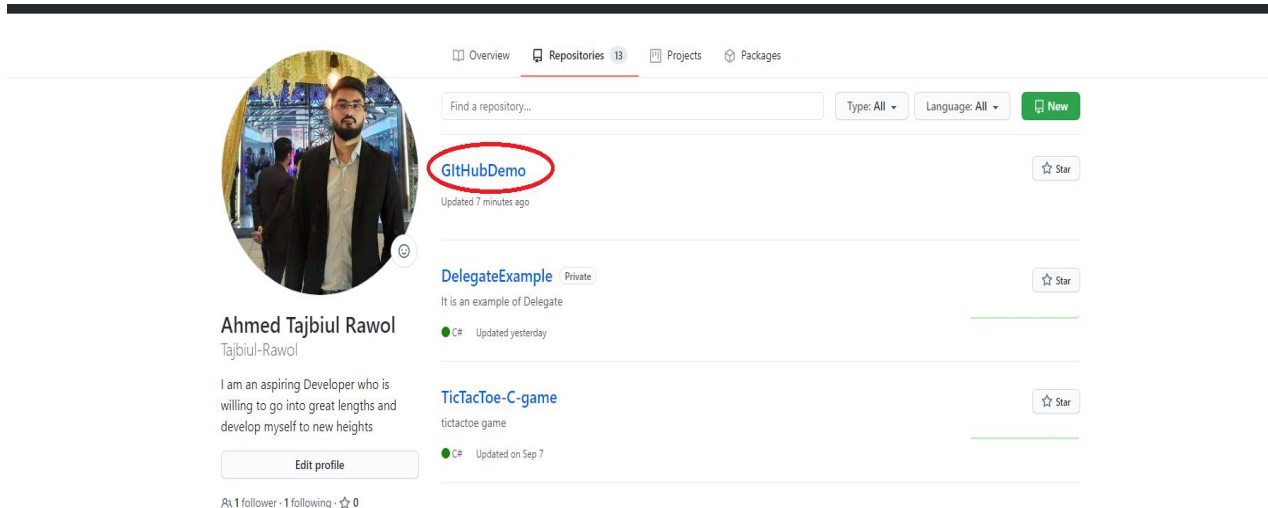 Overview Repositories 13 Projects Packages
Find a repository... Type: All Language: All New
GItHubDemo Star
Updated 7 minutes ago
DelegateExample Private Star
It is an example of Delegate
C# Updated yesterday
TicTacToe-C-game Star
tictactoe game
C# Updated on Sep 7
Ahmed Tajbiul Rawol
Tajbiul-Rawol
I am an aspiring Developer who is
willing to go into great lengths and
develop myself to new heights
Edit profile
1 follower · 1 following · 0